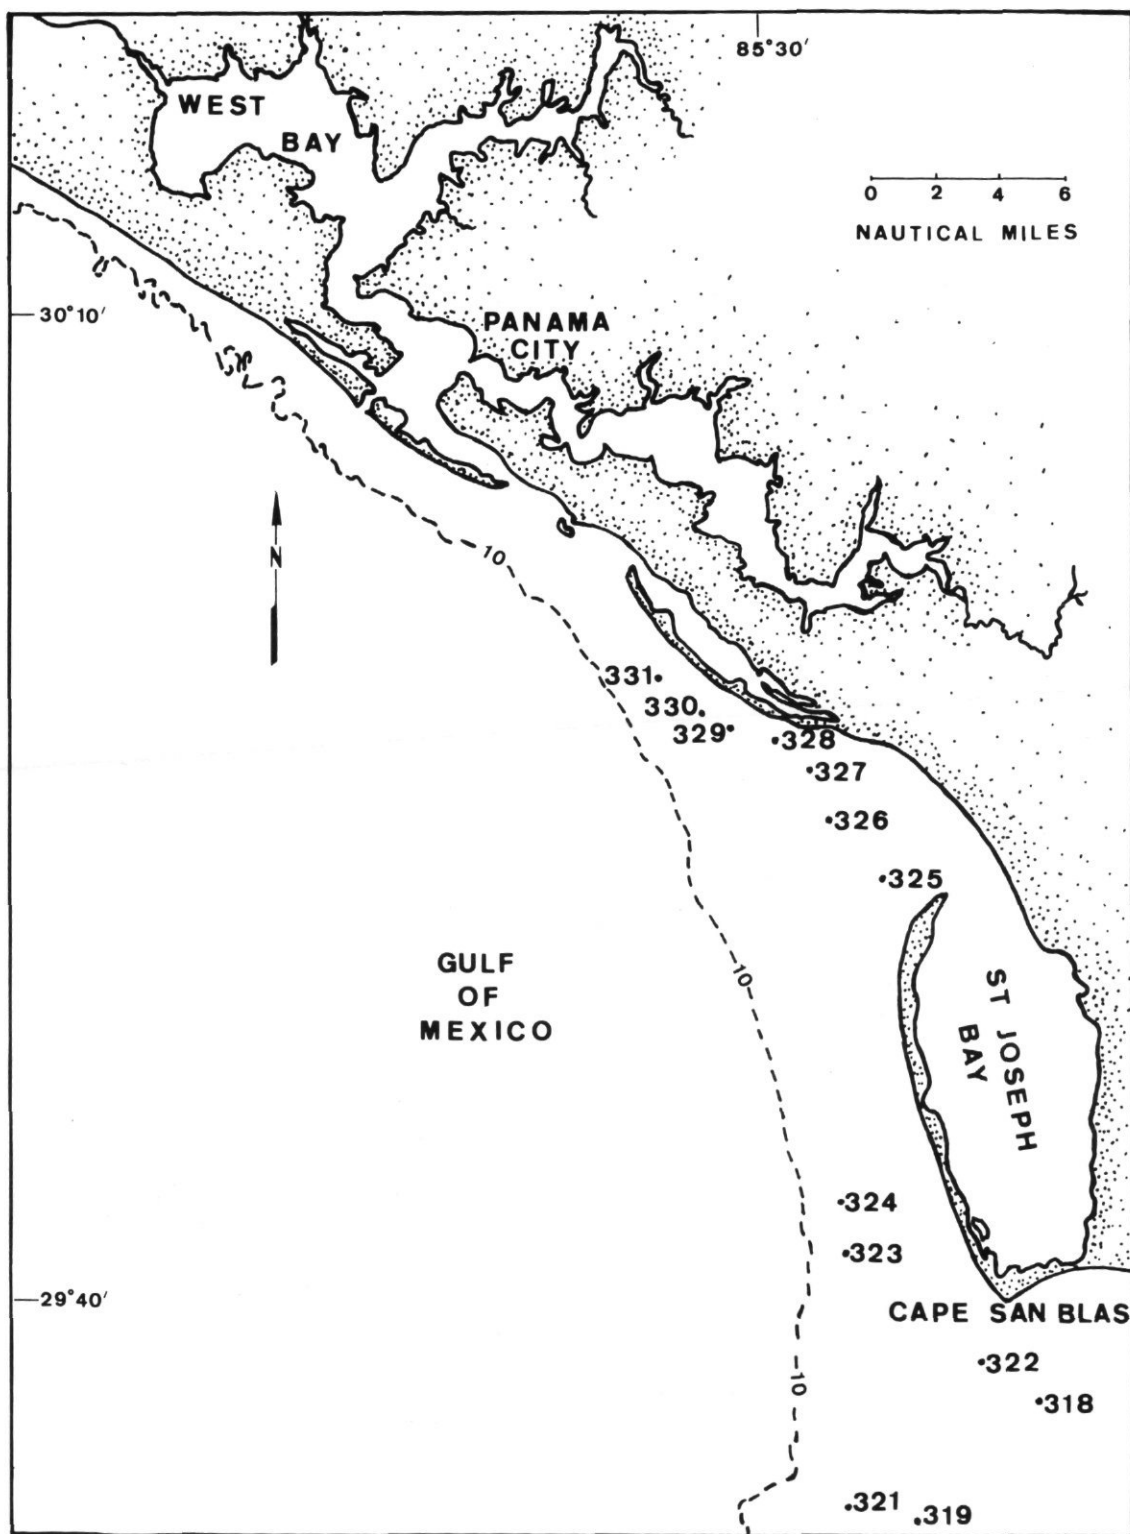 85°30′
WEST
BAY
0 2 4 6
NAUTICAL MILES
30°10′
PANAMA
CITY
N
10
331
330
329
328
327
326
325
GULF
OF
MEXICO
10
ST JOSEPH
BAY
324
323
29°40′
CAPE SAN BLAS
322
10
318
321
319